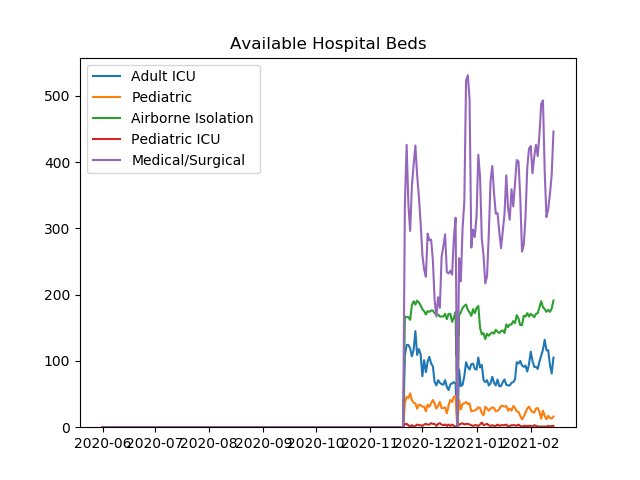 Available Hospital Beds
Adult ICU
Pediatric
Airborne Isolation
Pediatric ICU
Medical/Surgical
500
400
300
200
100
0
2020-06 2020-07 2020-08 2020-09 2020-10 2020-11 2020-12 2021-01 2021-02